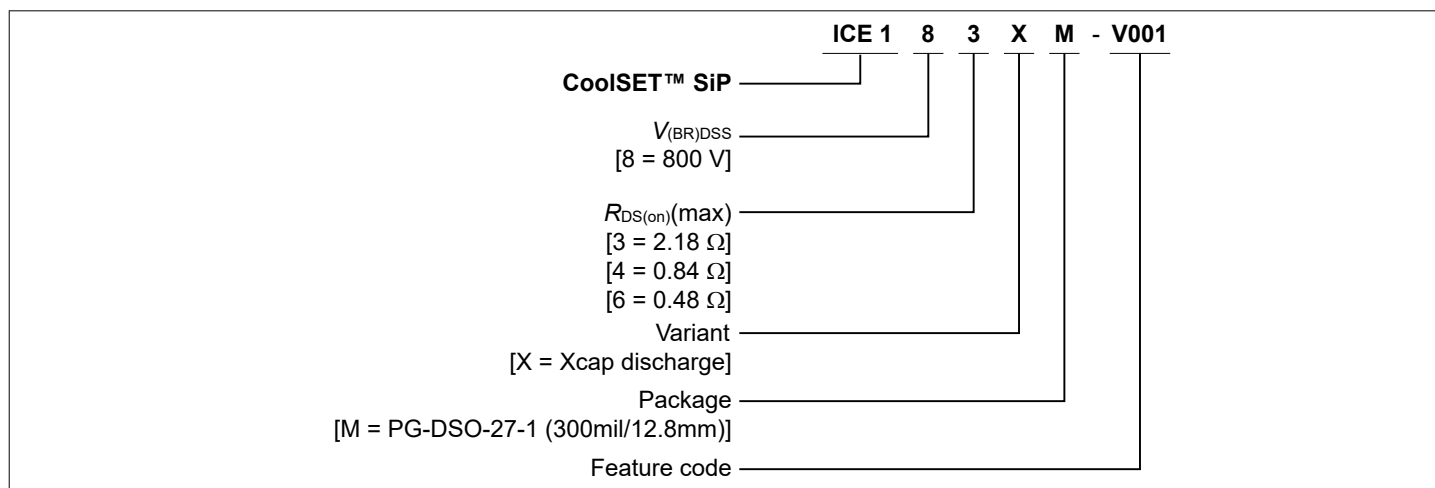 ICE 1 8 3 X M - V001
CoolSET™ SiP
V(BR)DSS
[8 = 800 V]
RDS(on)(max)
[3 = 2.18 Ω]
[4 = 0.84 Ω]
[6 = 0.48 Ω]
Variant
[X = Xcap discharge]
Package
[M = PG-DSO-27-1 (300mil/12.8mm)]
Feature code